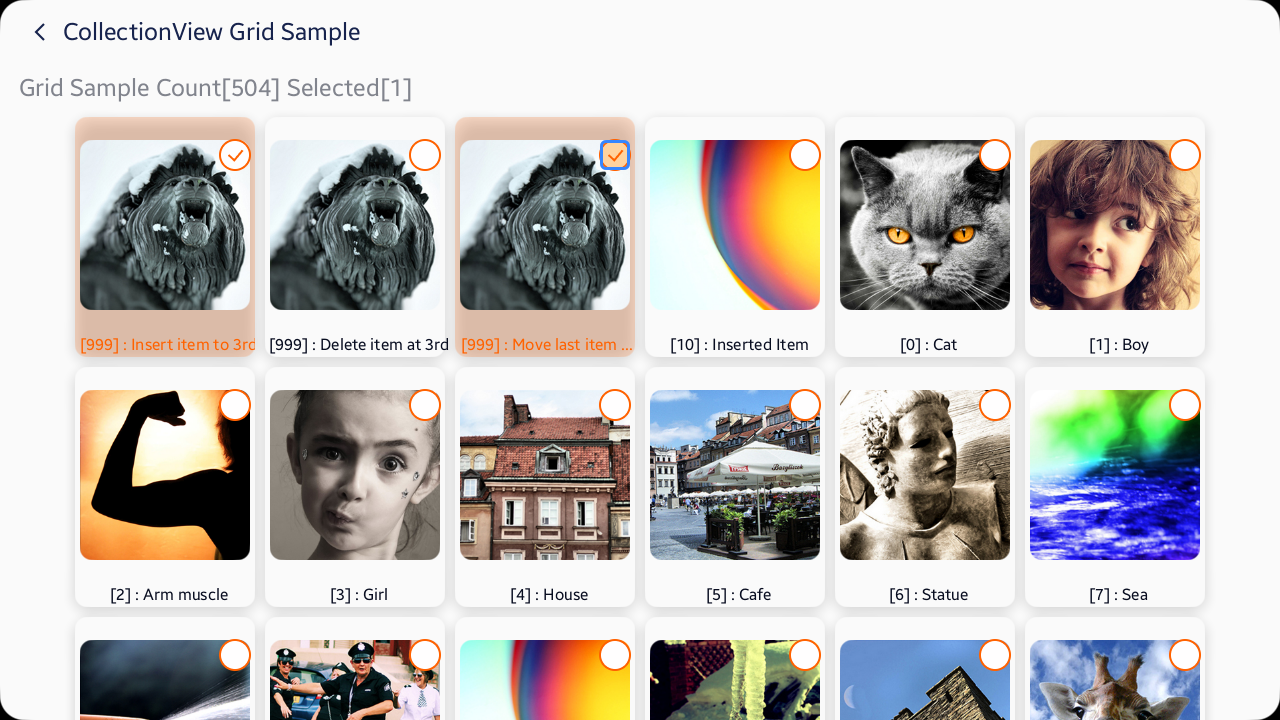 CollectionView Grid Sample
Grid Sample Count[504] Selected[1]
[999] : Insert item to 3rd
[999] : Delete item at 3rd
[999] : Move last item ...
[10] : Inserted Item
[0] : Cat
[1] : Boy
[2] : Arm muscle
[3] : Girl
[4] : House
[5] : Cafe
[6] : Statue
[7] : Sea